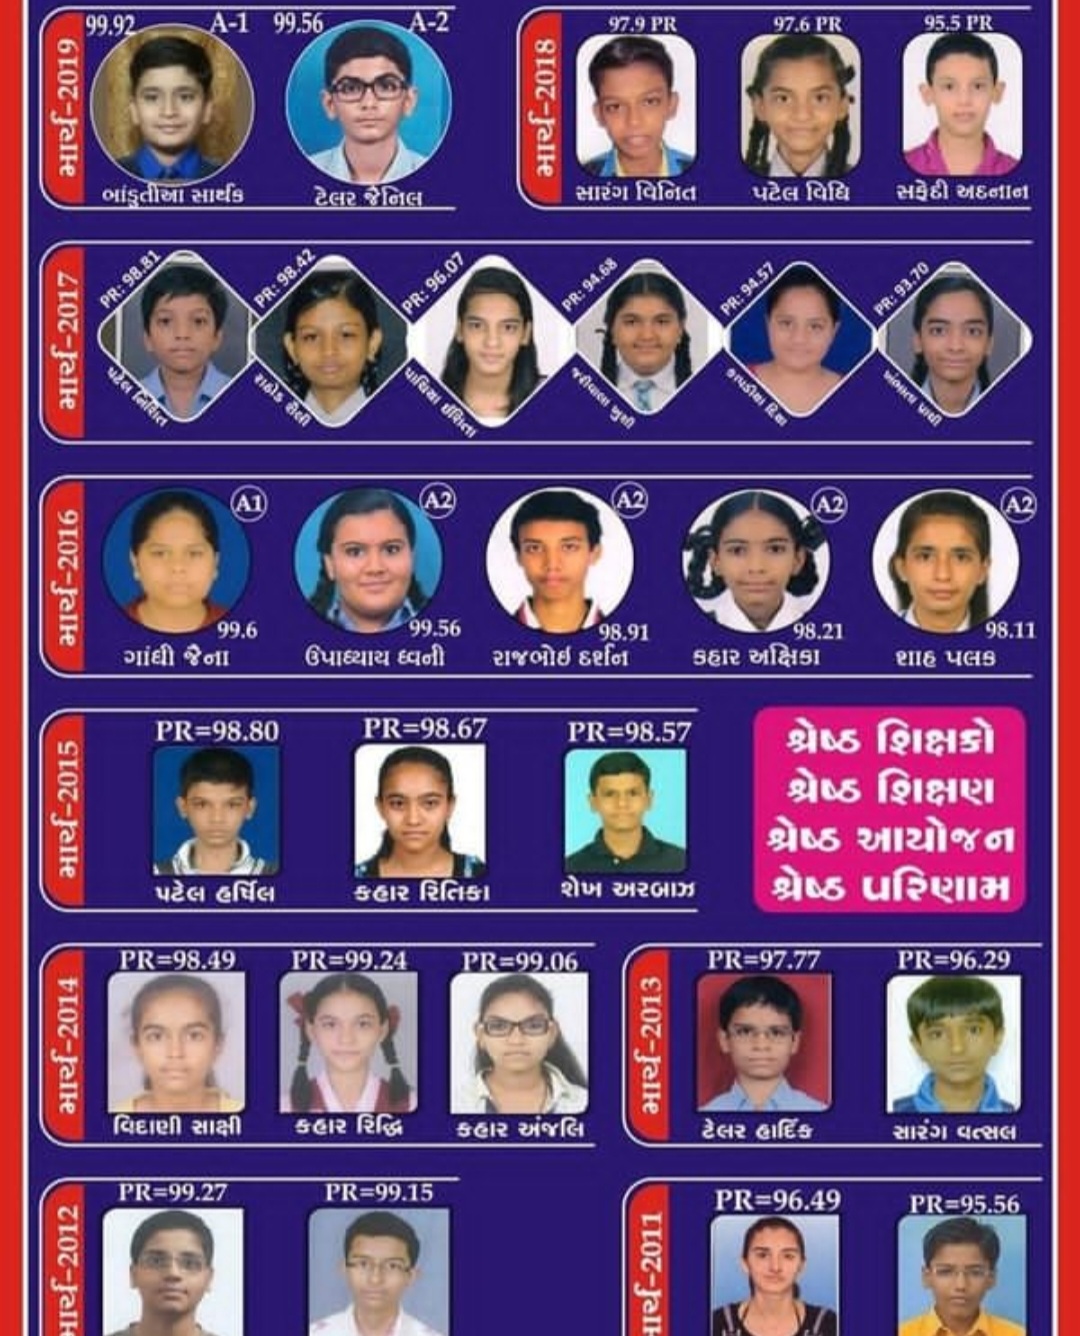 માર્ચ-2019
99.92 A-1 99.56 A-2
બાંડુતીઆ સાર્થક ટેલર જૈનિલ
માર્ચ-2018
97.9 PR 97.6 PR 95.5 PR
સારંગ વિનિત પટેલ વિધિ સફેદી અદનાન
માર્ચ-2017
PR: 98.81 PR: 98.42 PR: 96.07 PR: 94.68 PR: 94.57 PR: 93.70
પટેલ નિશિત રાઠોડ શૈલી પાચિયા ઈશિતા જરીવાલા ખુશી કાપડીયા દિયા ખંભાતા પ્રાચી
માર્ચ-2016
A1 A2 A2 A2 A2
99.6 99.56 98.91 98.21 98.11
ગાંધી જૈના ઉપાધ્યાય ધ્વની રાજબોઇ દર્શન કહાર અક્ષિકા શાહ પલક
માર્ચ-2015
PR=98.80 PR=98.67 PR=98.57
પટેલ હર્ષિલ કહાર રિતિકા શેખ અરબાઝ
શ્રેષ્ઠ શિક્ષકો
શ્રેષ્ઠ શિક્ષણ
શ્રેષ્ઠ આયોજન
શ્રેષ્ઠ પરિણામ
માર્ચ-2014
PR=98.49 PR=99.24 PR=99.06
વિદાણી સાક્ષી કહાર રિદ્ધિ કહાર અંજલિ
માર્ચ-2013
PR=97.77 PR=96.29
ટેલર હાર્દિક સારંગ વત્સલ
માર્ચ-2012
PR=99.27 PR=99.15
માર્ચ-2011
PR=96.49 PR=95.56